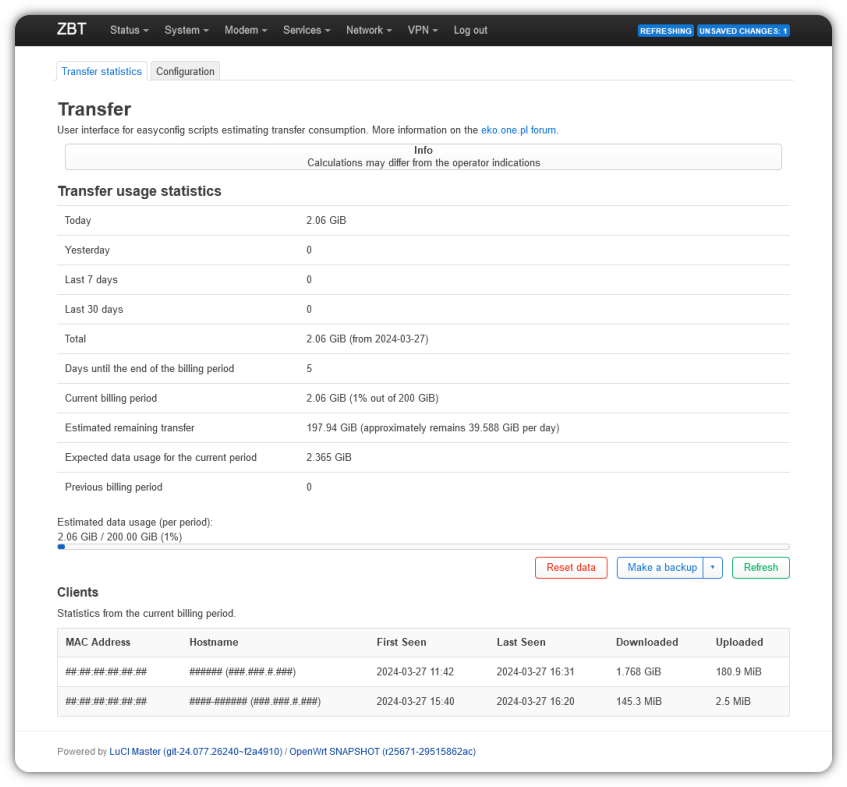 ZBT Status System Modem Services Network VPN Log out REFRESHING UNSAVED CHANGES: 1
Transfer statistics Configuration
Transfer
User interface for easyconfig scripts estimating transfer consumption. More information on the eko.one.pl forum.
Info
Calculations may differ from the operator indications
Transfer usage statistics
Today 2.06 GiB
Yesterday 0
Last 7 days 0
Last 30 days 0
Total 2.06 GiB (from 2024-03-27)
Days until the end of the billing period 5
Current billing period 2.06 GiB (1% out of 200 GiB)
Estimated remaining transfer 197.94 GiB (approximately remains 39.588 GiB per day)
Expected data usage for the current period 2.365 GiB
Previous billing period 0
Estimated data usage (per period):
2.06 GiB / 200.00 GiB (1%)
Reset data Make a backup Refresh
Clients
Statistics from the current billing period.
MAC Address Hostname First Seen Last Seen Downloaded Uploaded
##:##:##:##:##:## ###### (###.###.#.###) 2024-03-27 11:42 2024-03-27 16:31 1.768 GiB 180.9 MiB
##:##:##:##:##:## ####-###### (###.###.#.###) 2024-03-27 15:40 2024-03-27 16:20 145.3 MiB 2.5 MiB
Powered by LuCI Master (git-24.077.26240~f2a4910) / OpenWrt SNAPSHOT (r25671-29515862ac)